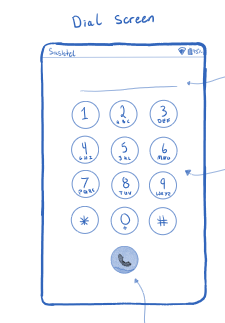 Dial Screen
1 2 3
ABC DEF
4 5 6
GHI JKL MNO
7 8 9
PQRS TUV WXYZ
* 0 #
+